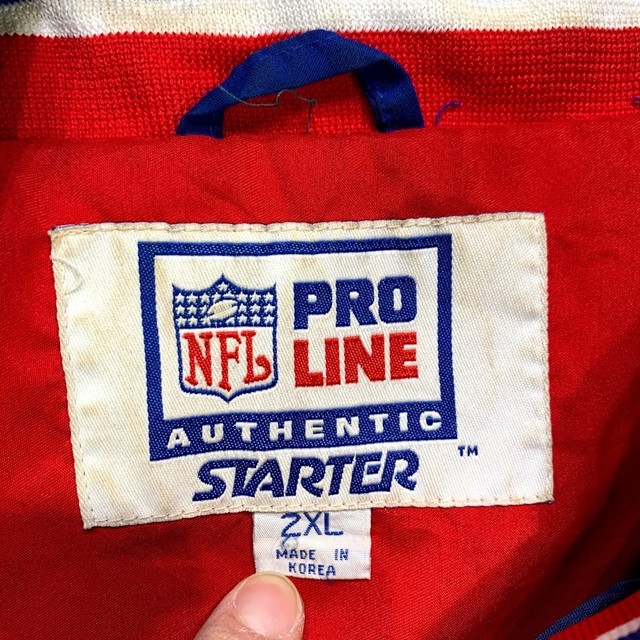 NFL
PRO
LINE
AUTHENTIC
STARTER ™
2XL
MADE IN
KOREA